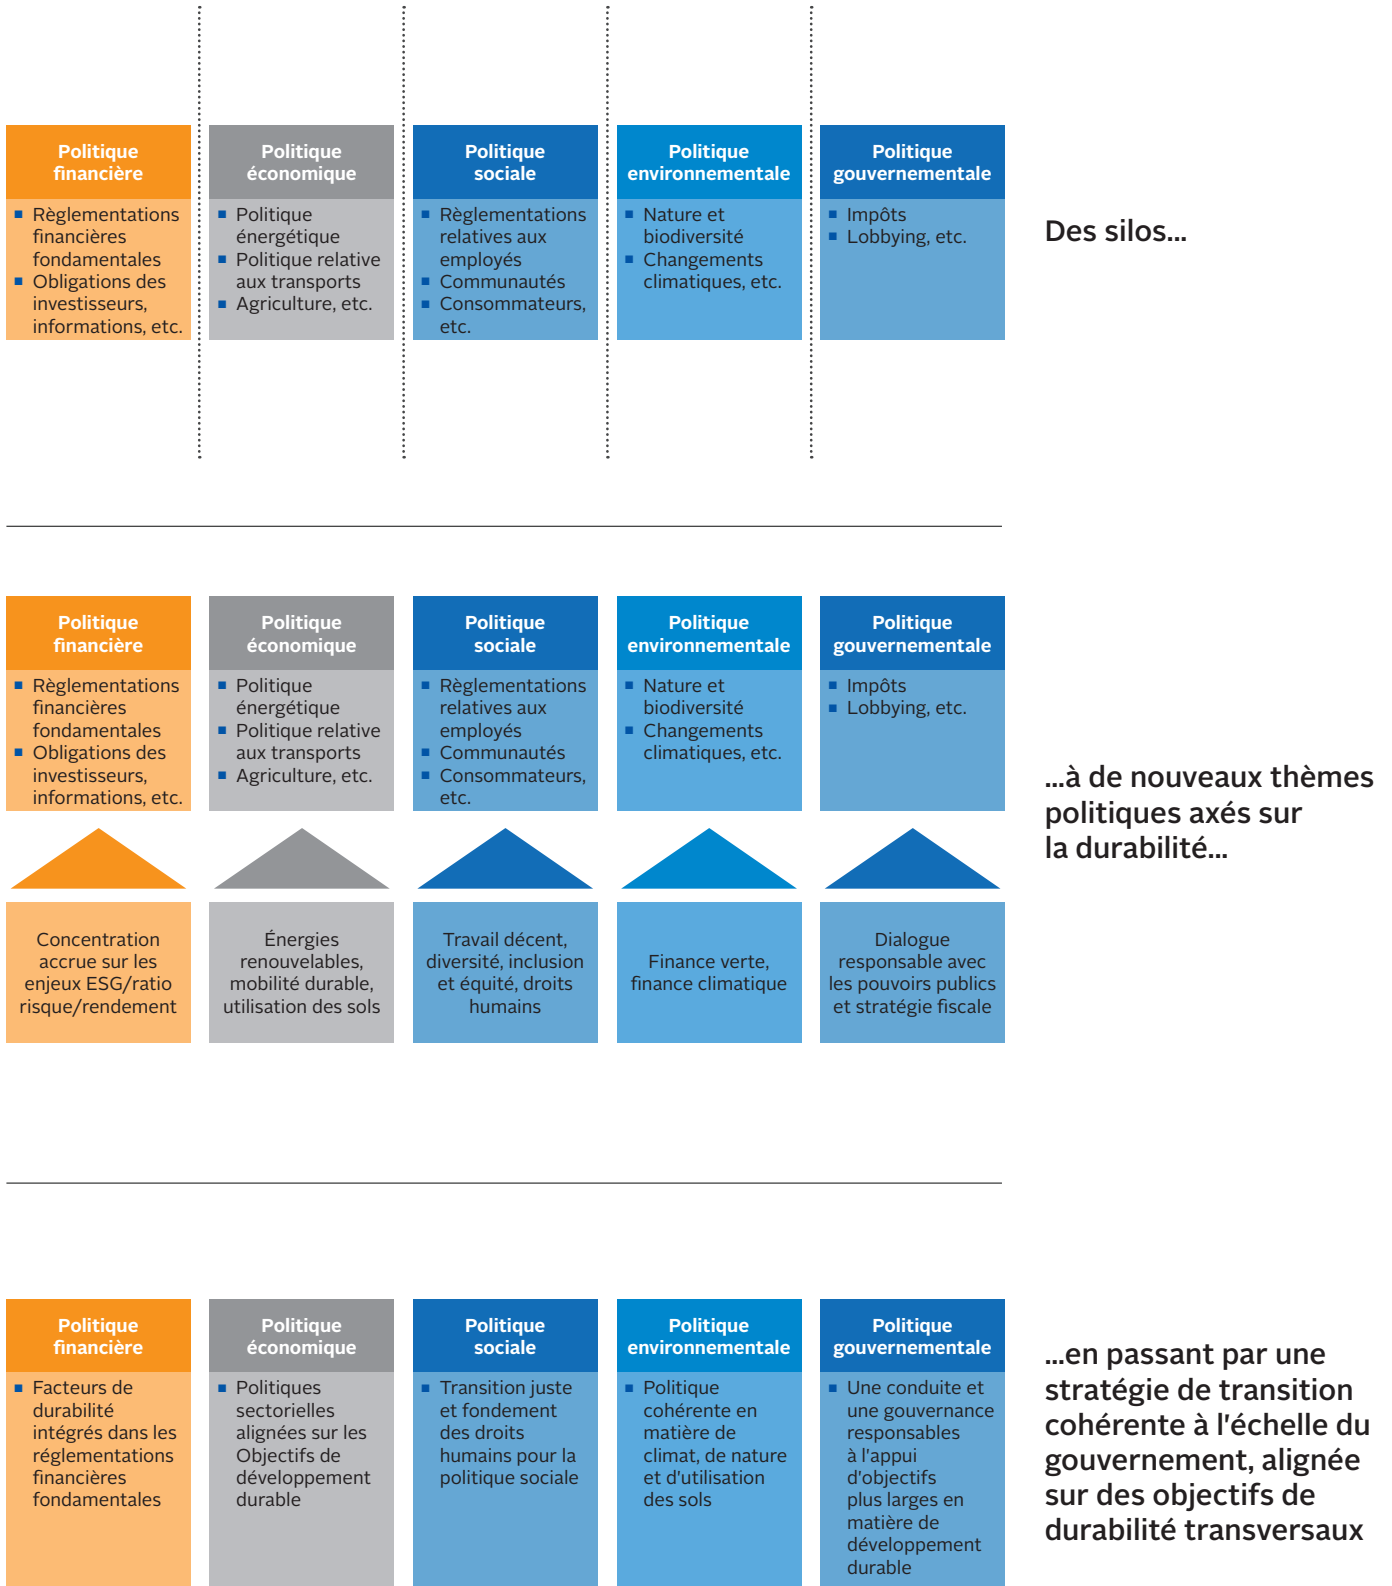 Politique
financière
Règlementations
financières
fondamentales
Obligations des
investisseurs,
informations, etc.
Politique
économique
Politique
énergétique
Politique relative
aux transports
Agriculture, etc.
Politique
sociale
Règlementations
relatives aux
employés
Communautés
Consommateurs,
etc.
Politique
environnementale
Nature et
biodiversité
Changements
climatiques, etc.
Politique
gouvernementale
Impôts
Lobbying, etc.
Des silos...
Politique
financière
Règlementations
financières
fondamentales
Obligations des
investisseurs,
informations, etc.
Politique
économique
Politique
énergétique
Politique relative
aux transports
Agriculture, etc.
Politique
sociale
Règlementations
relatives aux
employés
Communautés
Consommateurs,
etc.
Politique
environnementale
Nature et
biodiversité
Changements
climatiques, etc.
Politique
gouvernementale
Impôts
Lobbying, etc.
Concentration
accrue sur les
enjeux ESG/ratio
risque/rendement
Énergies
renouvelables,
mobilité durable,
utilisation des sols
Travail décent,
diversité, inclusion
et équité, droits
humains
Finance verte,
finance climatique
Dialogue
responsable avec
les pouvoirs publics
et stratégie fiscale
...à de nouveaux thèmes
politiques axés sur
la durabilité...
Politique
financière
Facteurs de
durabilité
intégrés dans les
réglementations
financières
fondamentales
Politique
économique
Politiques
sectorielles
alignées sur les
Objectifs de
développement
durable
Politique
sociale
Transition juste
et fondement
des droits
humains pour la
politique sociale
Politique
environnementale
Politique
cohérente en
matière de
climat, de nature
et d'utilisation
des sols
Politique
gouvernementale
Une conduite et
une gouvernance
responsables
à l'appui
d'objectifs
plus larges en
matière de
développement
durable
...en passant par une
stratégie de transition
cohérente à l'échelle du
gouvernement, alignée
sur des objectifs de
durabilité transversaux